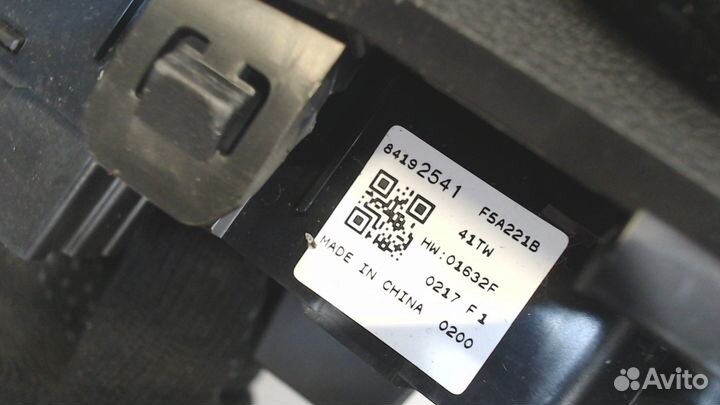 84192541
F5A221B
41TW
HW:01632F
0217 F1
MADE IN CHINA 0200
Avito